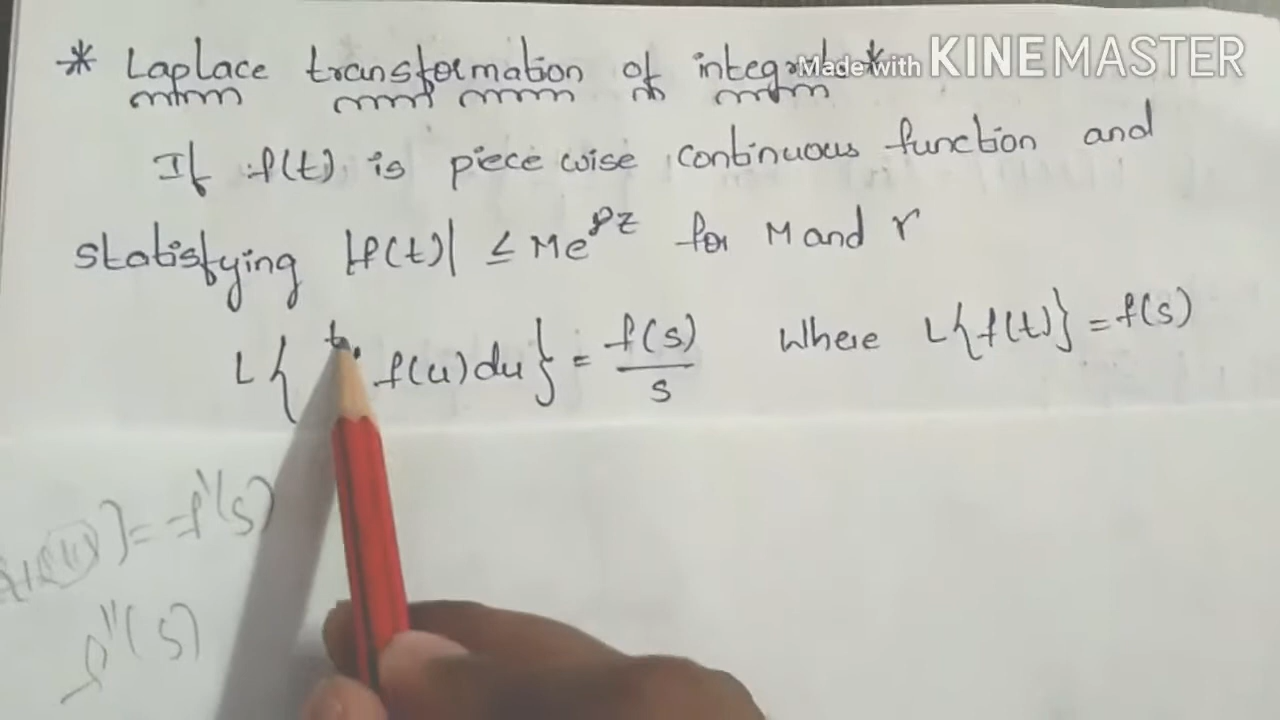 * Laplace transformation of integrals *
Made with KINEMASTER
If f(t) is piece wise continuous function and
Statisfying |f(t)| ≤ Me for M and r
L{ t f(u)du} = f(s)/s Where L{f(t)} = f(s)
] = -f'(s)
f''(s)